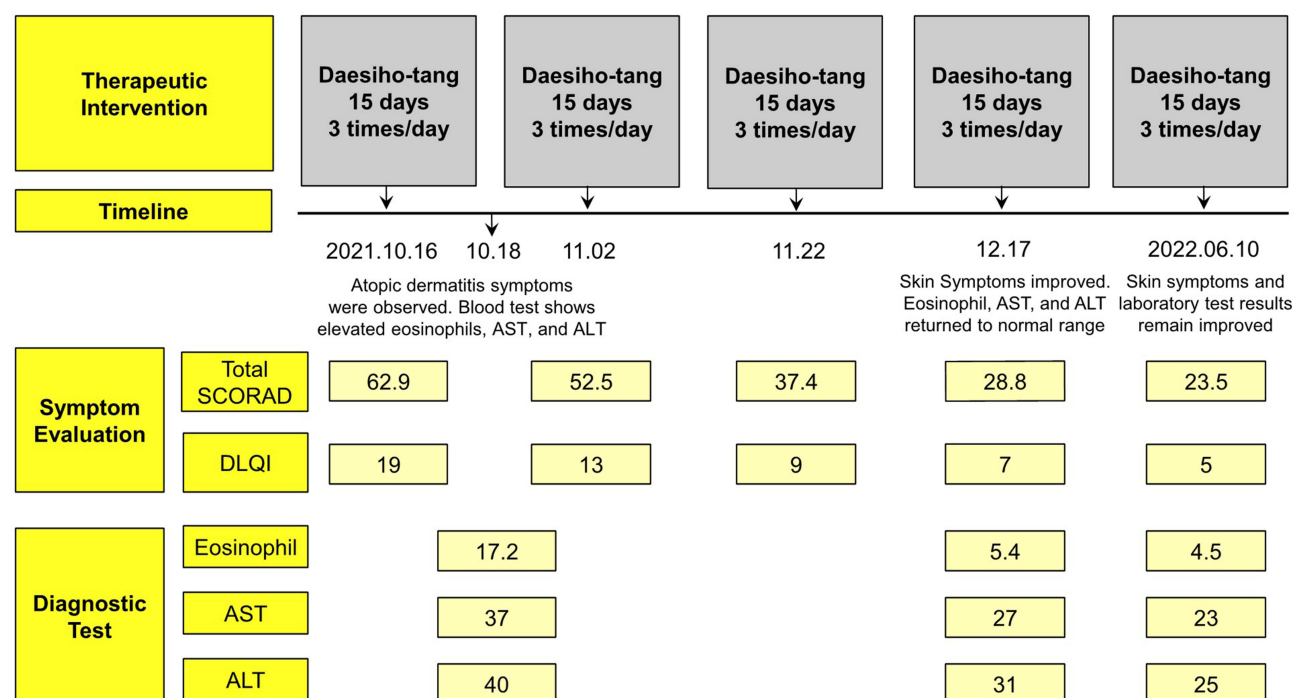 Therapeutic
Intervention
Daesiho-tang
15 days
3 times/day
Daesiho-tang
15 days
3 times/day
Daesiho-tang
15 days
3 times/day
Daesiho-tang
15 days
3 times/day
Daesiho-tang
15 days
3 times/day
Timeline
2021.10.16
10.18
11.02
11.22
12.17
2022.06.10
Atopic dermatitis symptoms
were observed. Blood test shows
elevated eosinophils, AST, and ALT
Skin Symptoms improved.
Eosinophil, AST, and ALT
returned to normal range
Skin symptoms and
laboratory test results
remain improved
Symptom
Evaluation
Total
SCORAD
62.9
52.5
37.4
28.8
23.5
DLQI
19
13
9
7
5
Diagnostic
Test
Eosinophil
17.2
5.4
4.5
AST
37
27
23
ALT
40
31
25